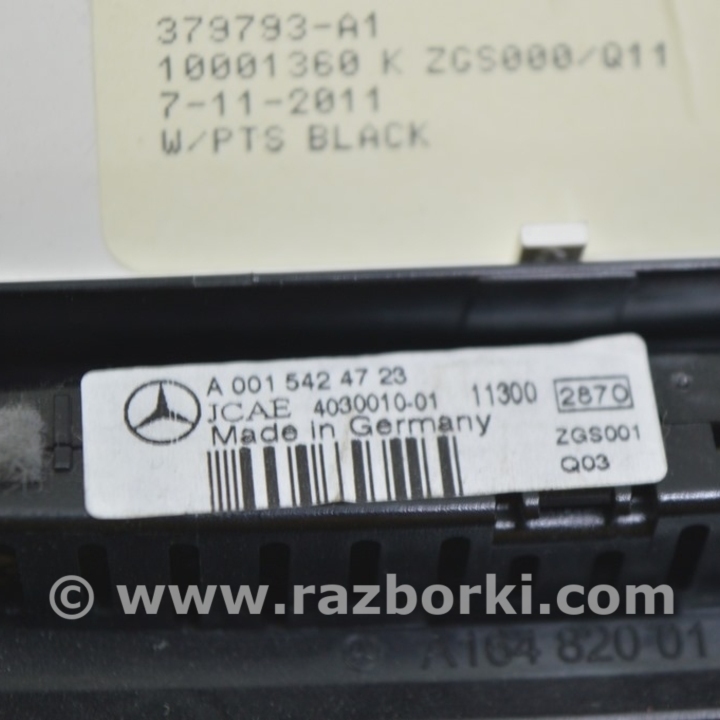 379793-A1
10001360 K ZGS000/Q11
7-11-2011
W/PTS BLACK
A 001 542 47 23
JCAE 4030010-01 11300 2870
Made in Germany
ZGS001
Q03
© www.razborki.com
A164 820 01